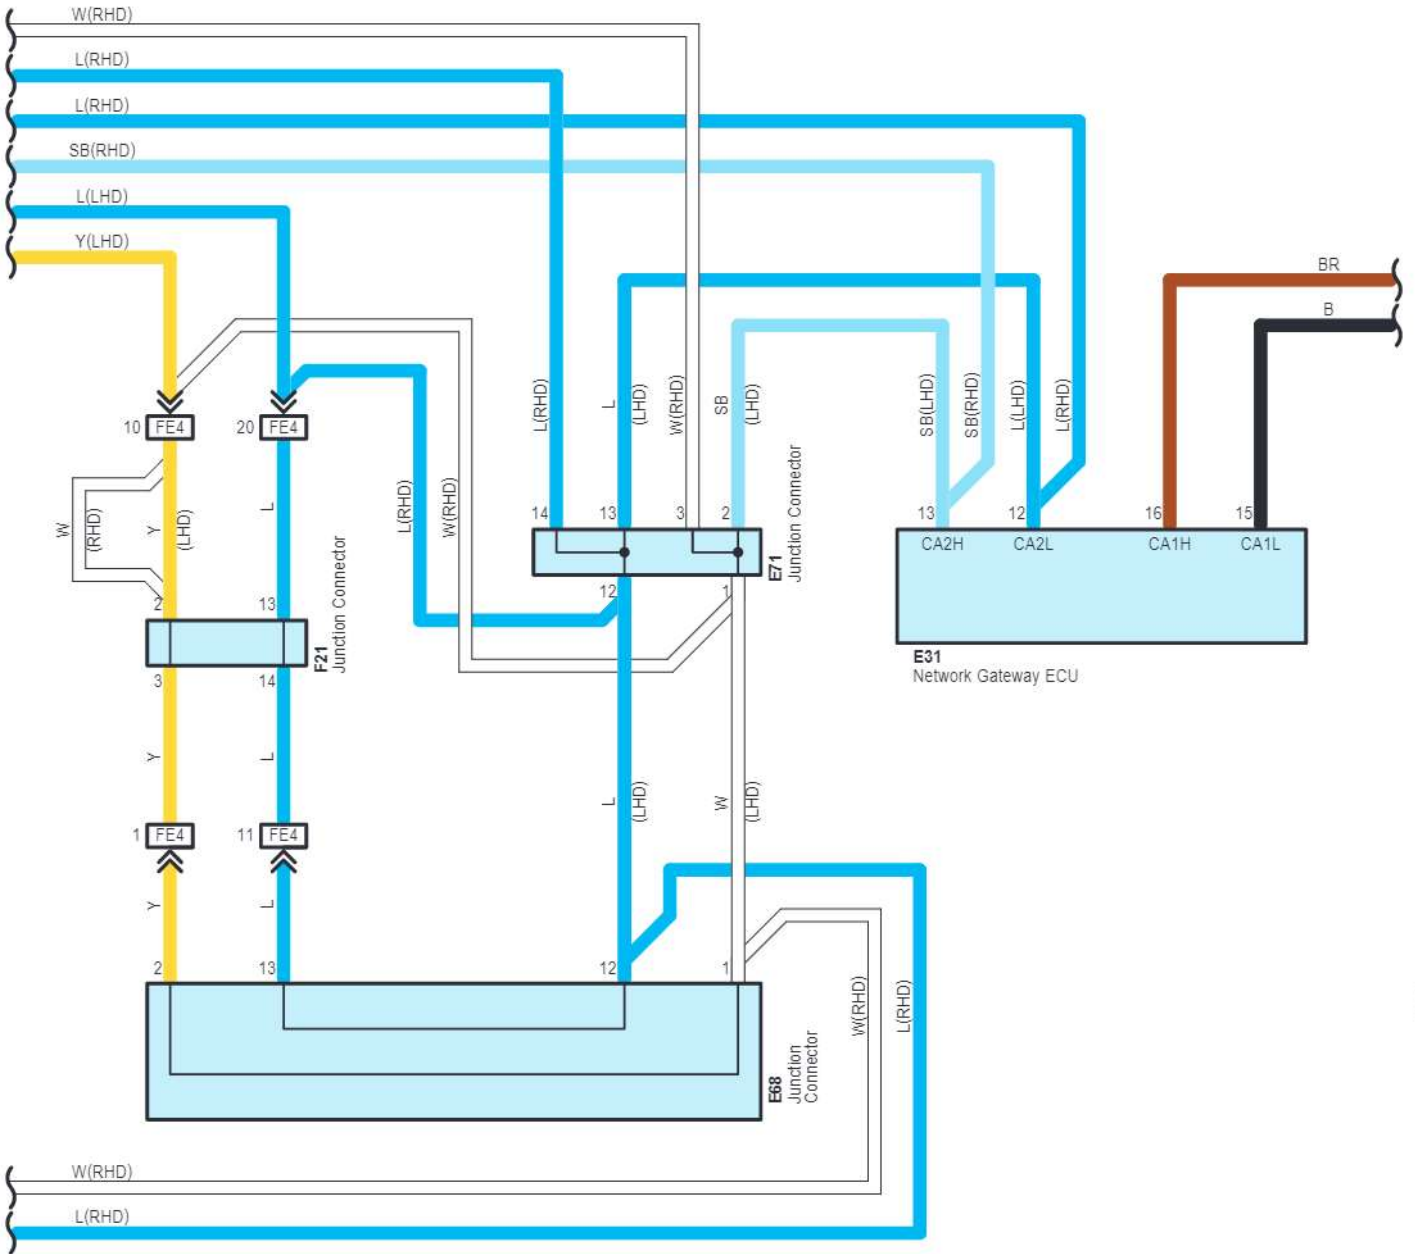 W(RHD)
L(RHD)
L(RHD)
SB(RHD)
L(LHD)
Y(LHD)
BR
B
L(RHD)
L
(LHD)
W(RHD)
SB
(LHD)
SB(LHD)
SB(RHD)
L(LHD)
L(RHD)
10 FE4
20 FE4
W
(RHD)
Y
(LHD)
L
L(RHD)
W(RHD)
14
13
3
2
E71
Junction Connector
13
12
16
15
CA2H
CA2L
CA1H
CA1L
12
1
2
13
F21
Junction Connector
3
14
E31
Network Gateway ECU
Y
L
L
(LHD)
W
(LHD)
1 FE4
11 FE4
Y
L
2
13
12
1
W(RHD)
L(RHD)
E68
Junction
Connector
W(RHD)
L(RHD)